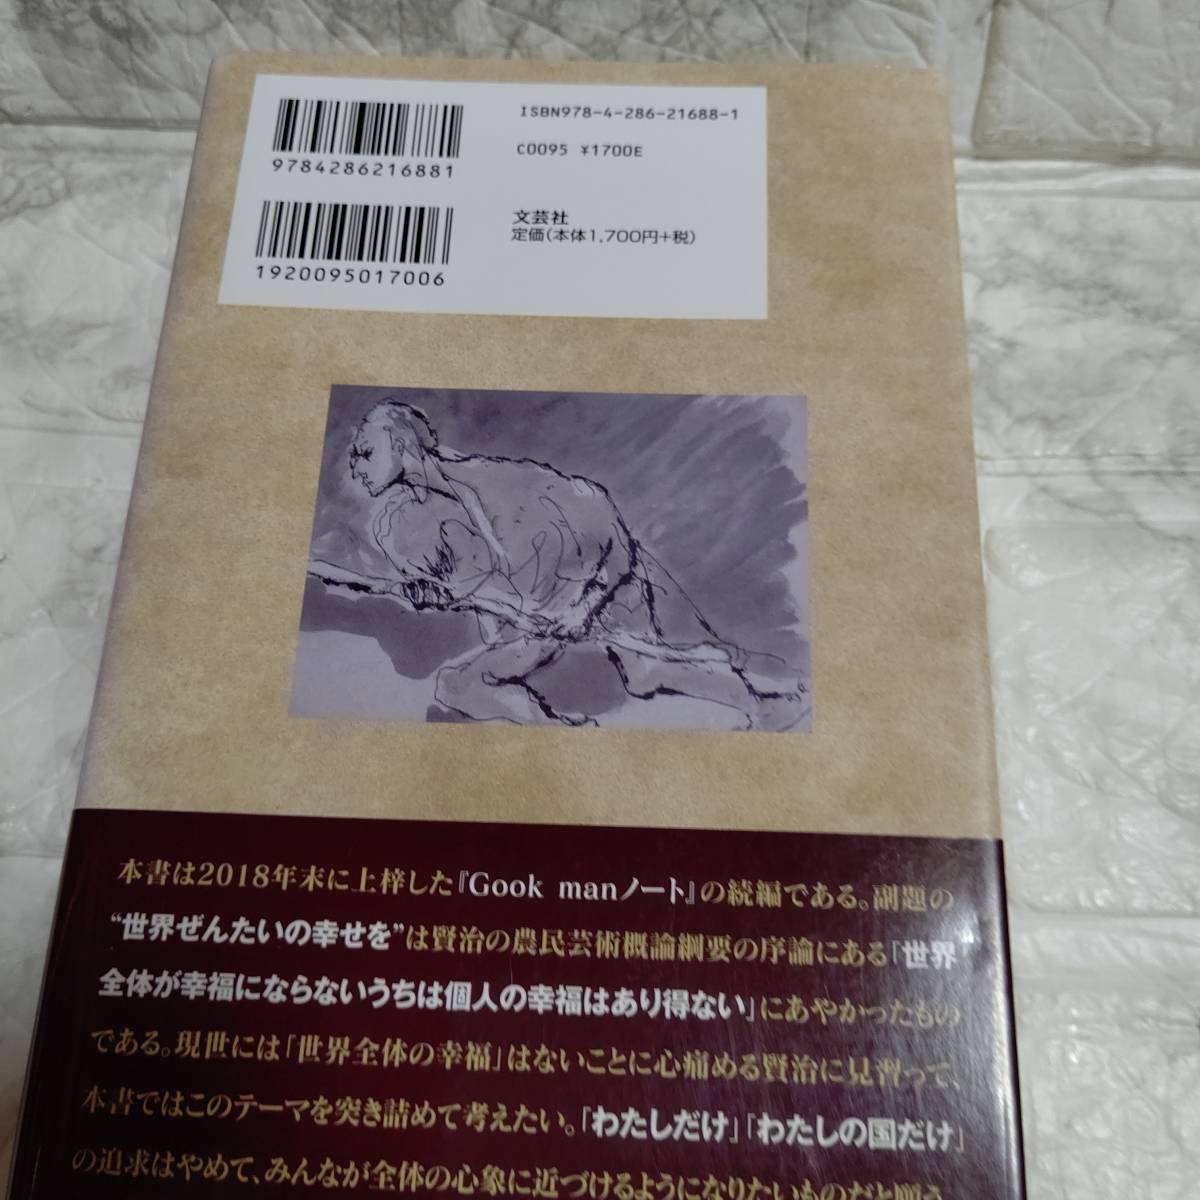 ISBN978-4-286-21688-1
C0095 ¥1700E
9784286216881
文芸社
定価(本体1,700円+税)
1920095017006
本書は2018年末に上梓した『Gook manノート』の続編である。副題の
“世界ぜんたいの幸せを”は賢治の農民芸術概論綱要の序論にある「世界
全体が幸福にならないうちは個人の幸福はあり得ない」にあやかったもの
である。現世には「世界全体の幸福」はないことに心痛める賢治に見習って、
本書ではこのテーマを突き詰めて考えたい。「わたしだけ」「わたしの国だけ」
の追求はやめて、みんなが全体の心象に近づけるようになりたいものだと願う。